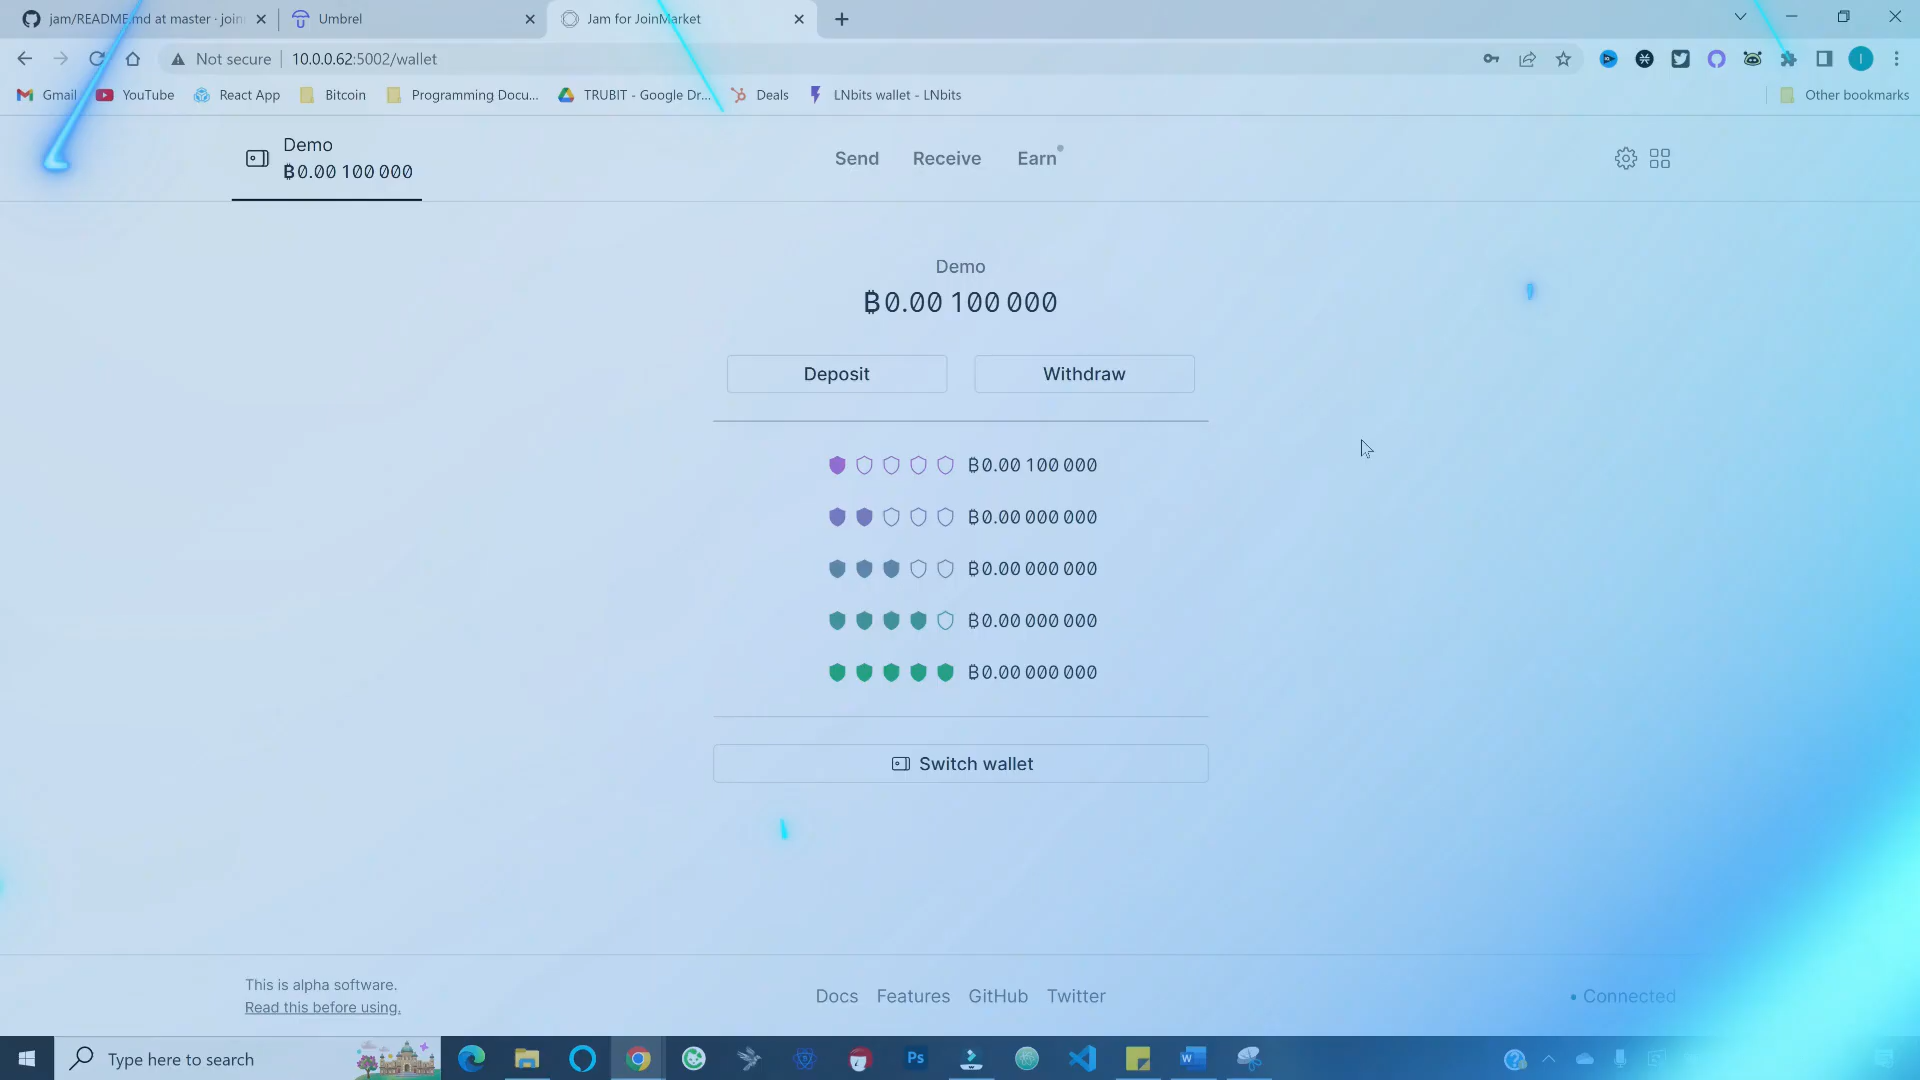 jam/README.md at master · join
Umbrel
Jam for JoinMarket
Not secure
10.0.0.62:5002/wallet
Gmail
YouTube
React App
Bitcoin
Programming Docu...
TRUBIT - Google Dr...
Deals
LNbits wallet - LNbits
Other bookmarks
Demo
₿0.00 100 000
Send
Receive
Earn
Demo
₿0.00 100 000
Deposit
Withdraw
₿0.00 100 000
₿0.00 000 000
₿0.00 000 000
₿0.00 000 000
₿0.00 000 000
Switch wallet
This is alpha software.
Read this before using.
Docs
Features
GitHub
Twitter
• Connected
Type here to search
Ps